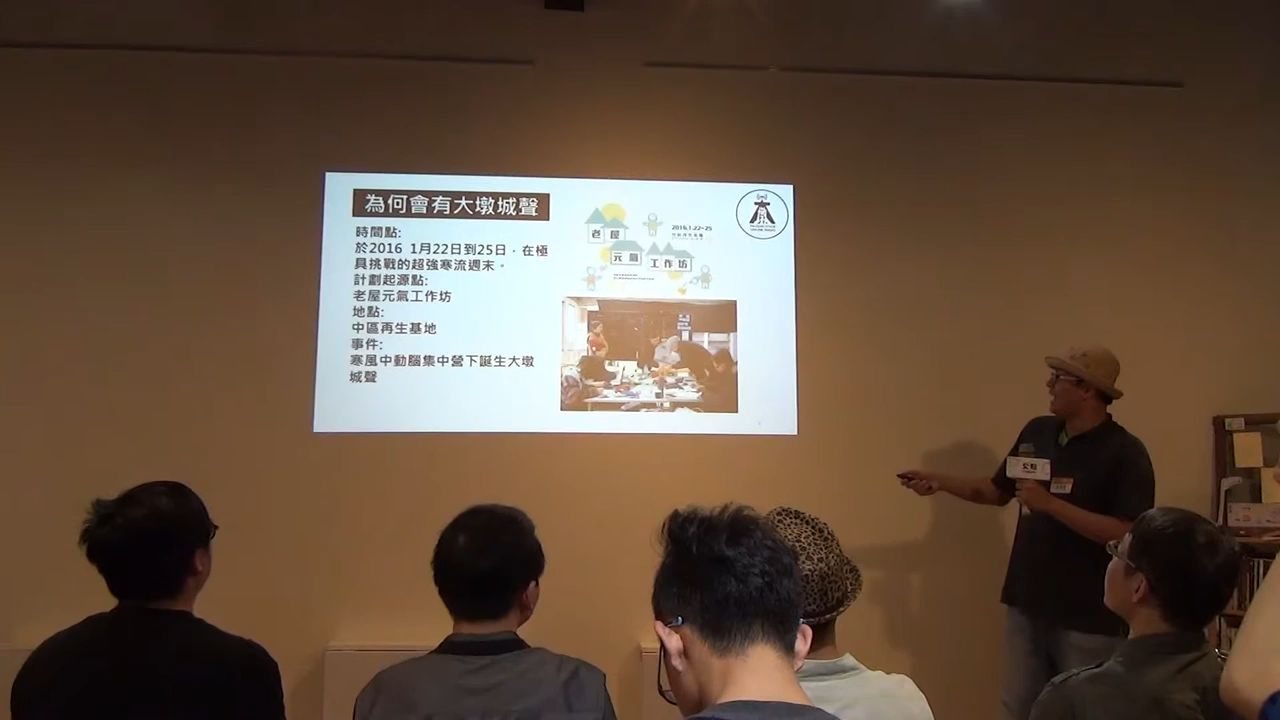 為何會有大墩城聲
時間點:
於2016 1月22日到25日，在極
具挑戰的超強寒流週末。
計劃起源點:
老屋元氣工作坊
地點:
中區再生基地
事件:
寒風中動腦集中營下誕生大墩
城聲
老屋
2016.1.22-25
元氣
工作坊